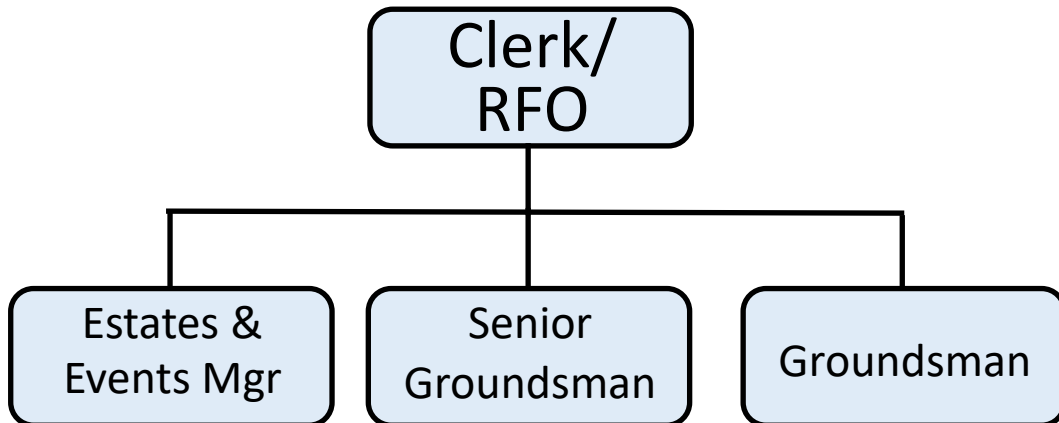 Clerk/
RFO
Estates &
Events Mgr
Senior
Groundsman
Groundsman